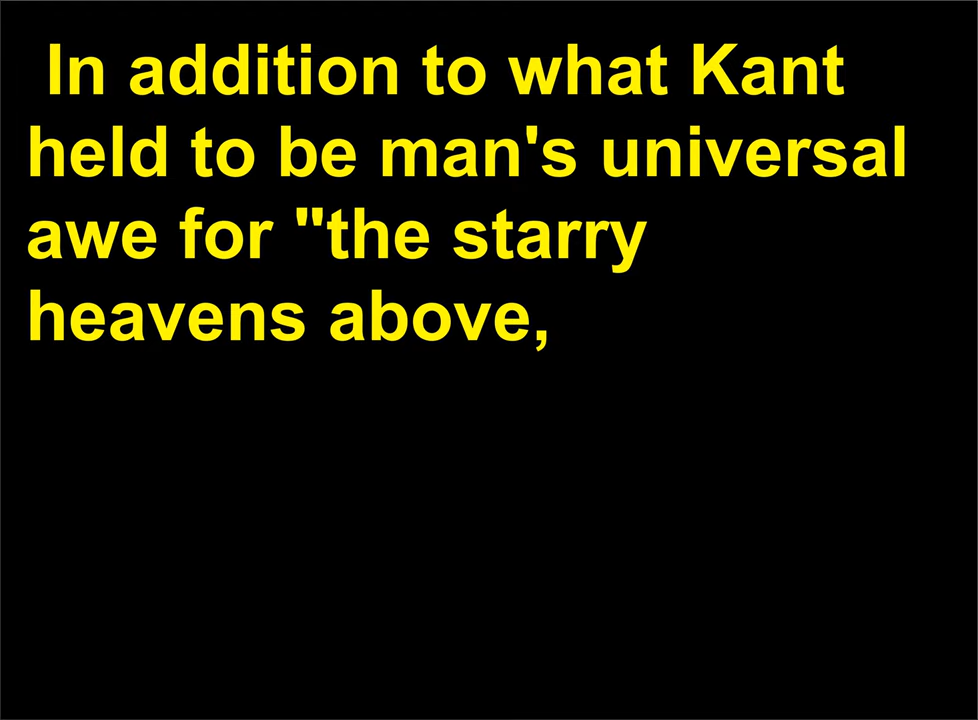 In addition to what Kant
held to be man's universal
awe for "the starry
heavens above,